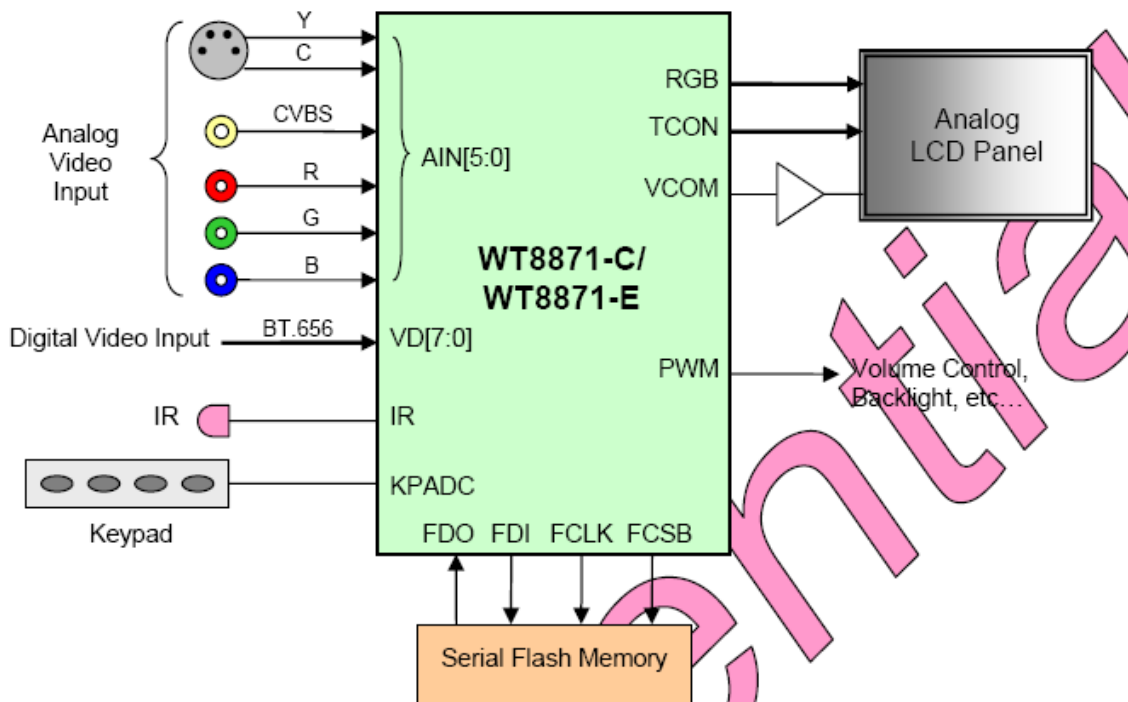 Y
C
Analog
Video
Input
CVBS
R
G
B
AIN[5:0]
RGB
TCON
VCOM
Analog
LCD Panel
WT8871-C/
WT8871-E
Digital Video Input
BT.656
VD[7:0]
PWM
Volume Control,
Backlight, etc…
IR
IR
KPADC
Keypad
FDO FDI FCLK FCSB
Serial Flash Memory
entia